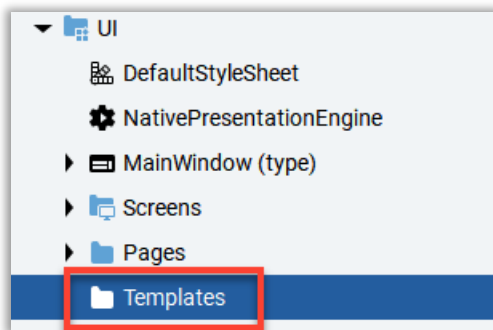 UI
DefaultStyleSheet
NativePresentationEngine
MainWindow (type)
Screens
Pages
Templates